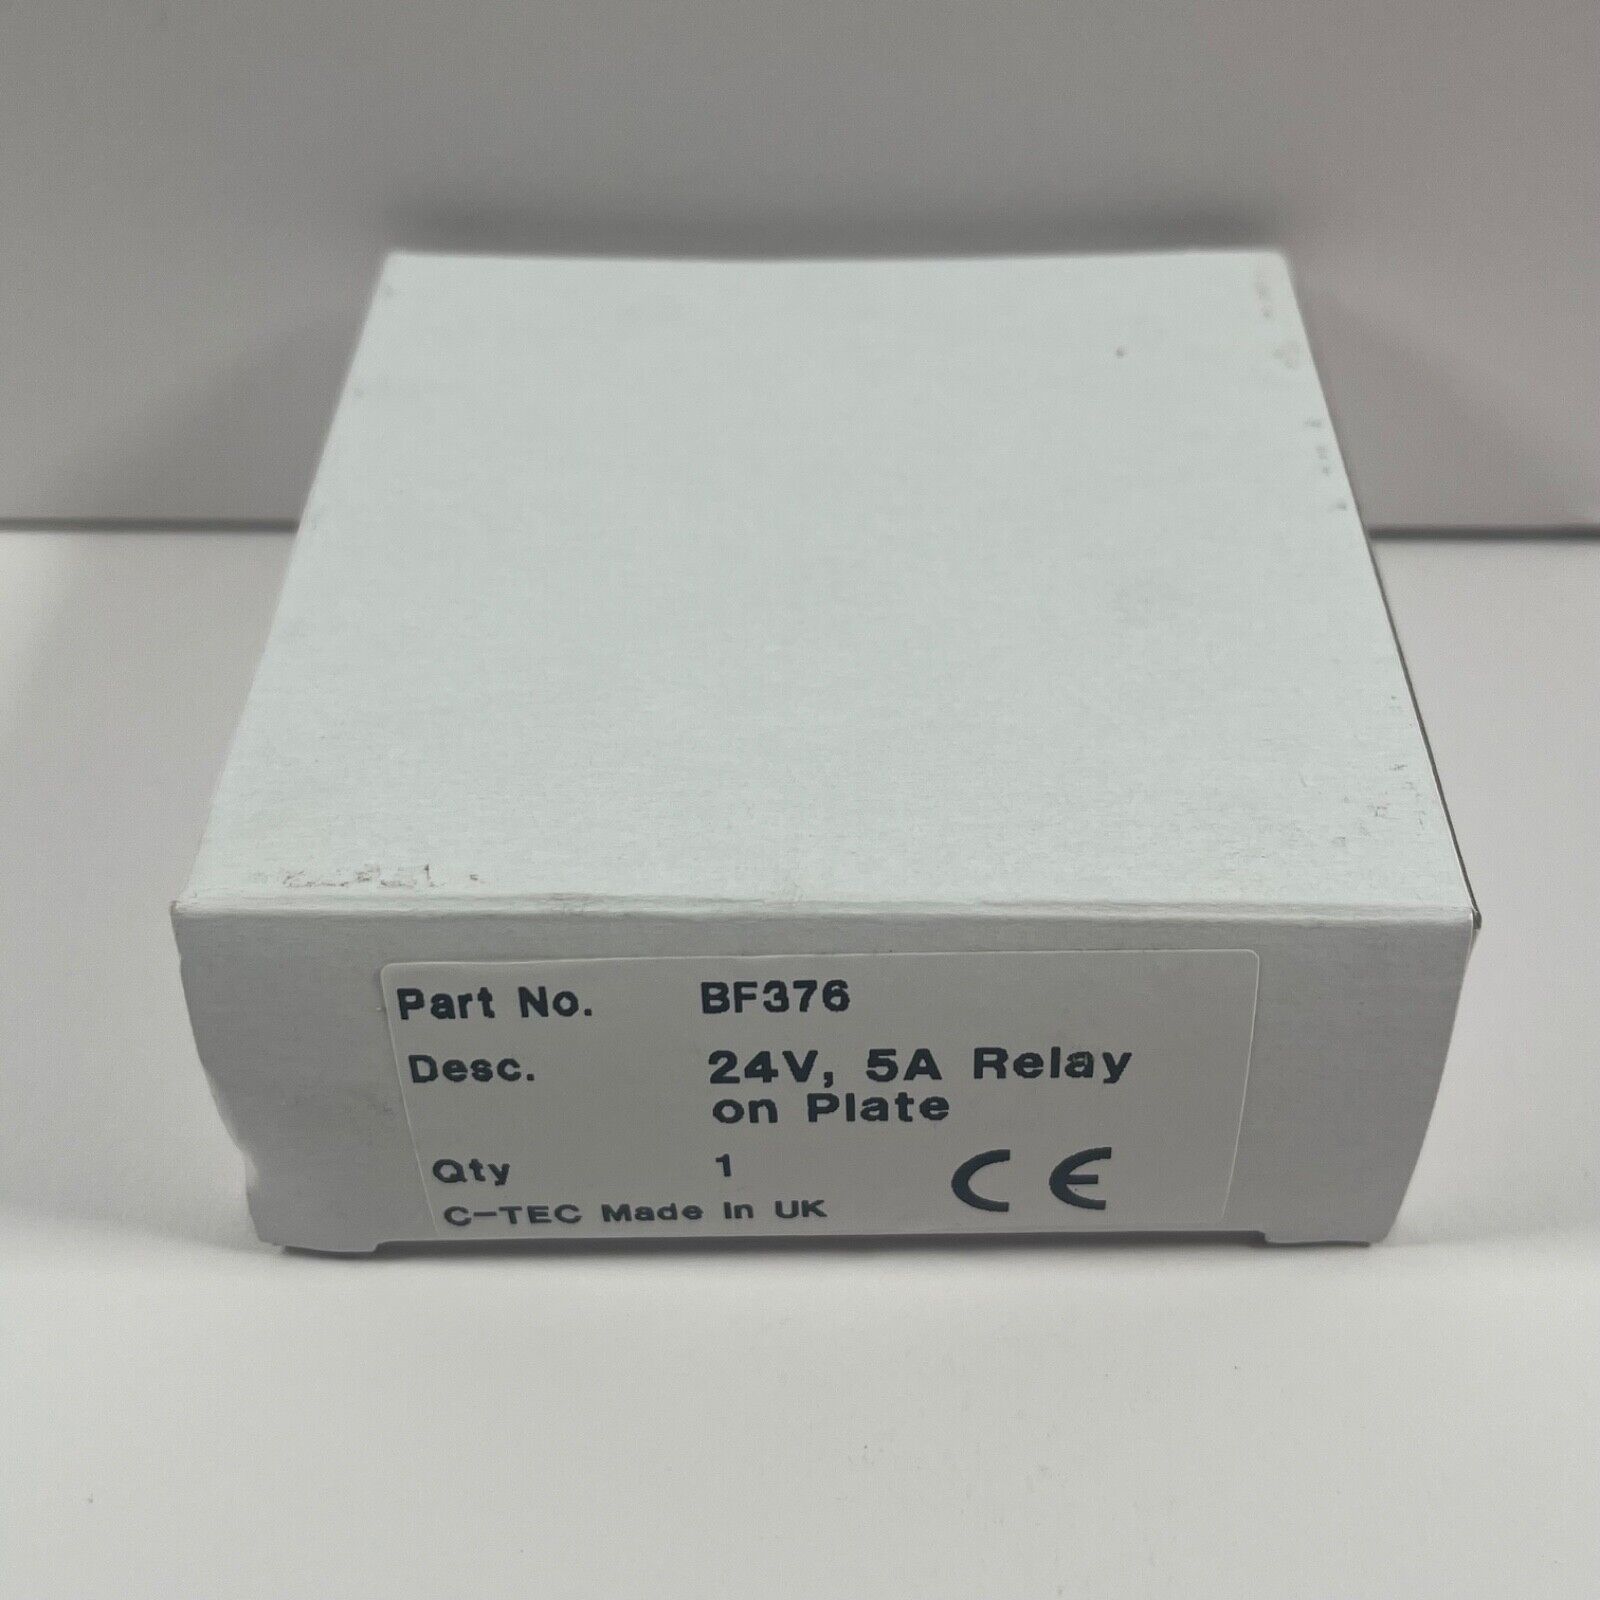 Part No. BF376
Desc. 24V, 5A Relay
on Plate
Qty 1 CE
C-TEC Made In UK